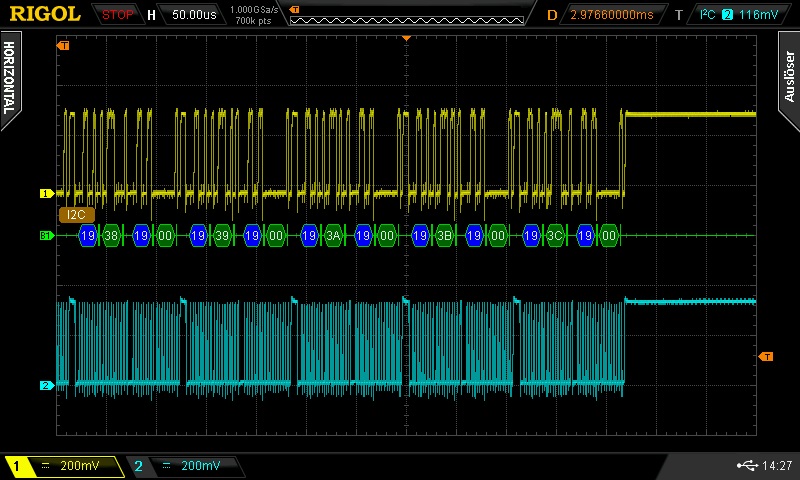 RIGOL STOP H 50.00us 1.000GSa/s 700k pts T D 2.97660000ms T I²C 2 116mV
HORIZONTAL
Auslöser
T
1
I2C
B1 19 38 19 00 19 39 19 00 19 3A 19 00 19 3B 19 00 19 3C 19 00
T
2
1 = 200mV 2 = 200mV 14:27